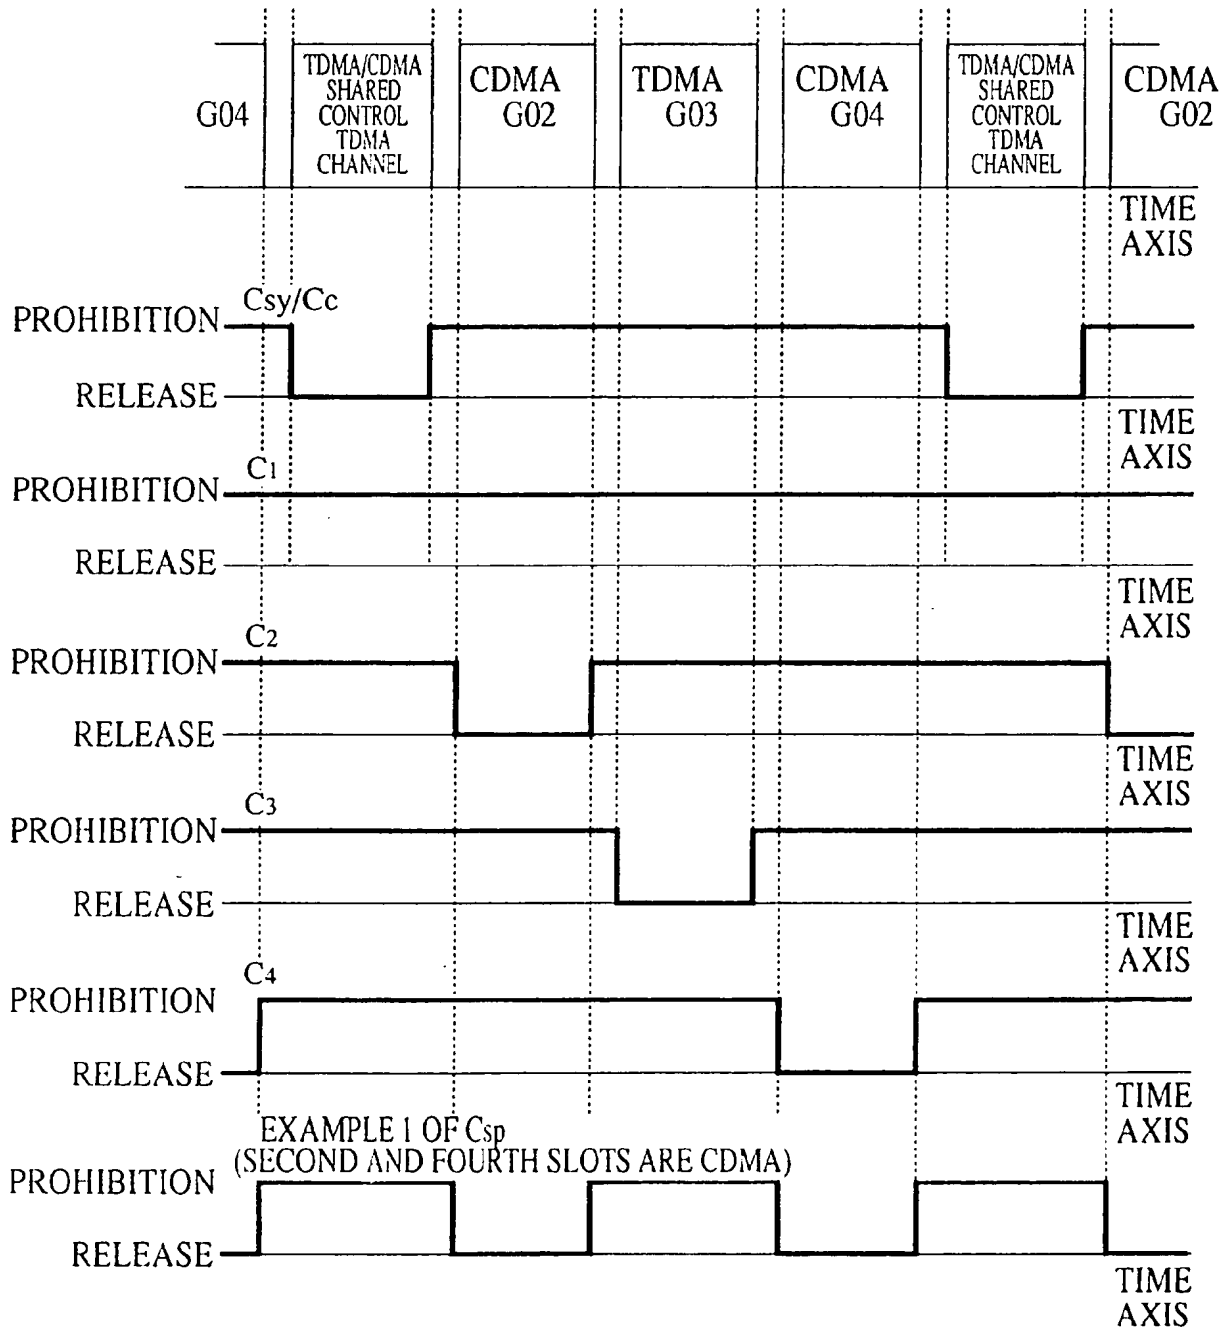 G04
TDMA/CDMA
SHARED
CONTROL
TDMA
CHANNEL
CDMA
G02
TDMA
G03
CDMA
G04
TDMA/CDMA
SHARED
CONTROL
TDMA
CHANNEL
CDMA
G02
TIME
AXIS
Csy/Cc
PROHIBITION
RELEASE
TIME
AXIS
C1
PROHIBITION
RELEASE
TIME
AXIS
C2
PROHIBITION
RELEASE
TIME
AXIS
C3
PROHIBITION
RELEASE
TIME
AXIS
C4
PROHIBITION
RELEASE
TIME
AXIS
EXAMPLE 1 OF Csp
(SECOND AND FOURTH SLOTS ARE CDMA)
PROHIBITION
RELEASE
TIME
AXIS